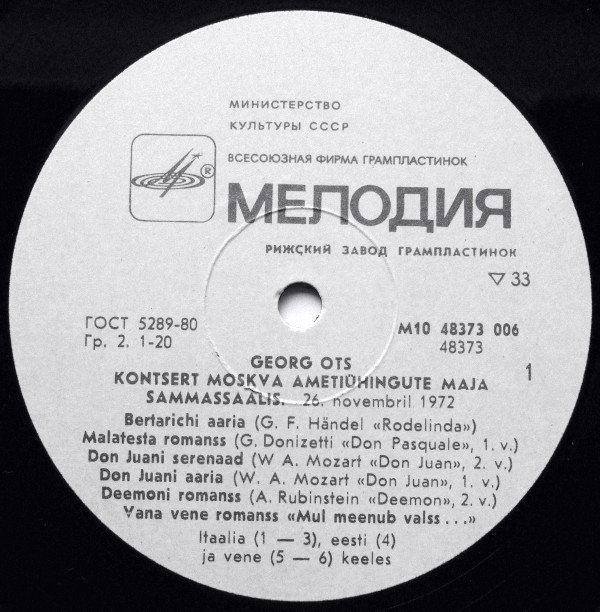 МИНИСТЕРСТВО
КУЛЬТУРЫ СССР
ВСЕСОЮЗНАЯ ФИРМА ГРАМПЛАСТИНОК
®
МЕЛОДИЯ
РИЖСКИЙ ЗАВОД ГРАМПЛАСТИНОК
▽ 33
ГОСТ 5289-80
Гр. 2. 1-20
М10 48373 006
48373
1
GEORG OTS
KONTSERT MOSKVA AMETIÜHINGUTE MAJA
SAMMASSAALIS. 26. novembril 1972
Bertarichi aaria (G. F. Händel «Rodelinda»)
Malatesta romanss (G. Donizetti «Don Pasquale», 1. v.)
Don Juani serenaad (W. A. Mozart «Don Juan», 2. v.)
Don Juani aaria (W. A. Mozart «Don Juan», 1. v.)
Deemoni romanss (A. Rubinstein «Deemon», 2. v.)
Vana vene romanss «Mul meenub valss...»
Itaalia (1 — 3), eesti (4)
ja vene (5 — 6) keeles